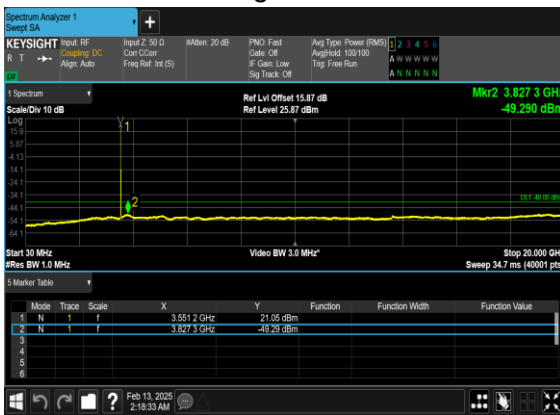 Spectrum Analyzer 1
Swept SA
KEYSIGHT
R T
LV
Input: RF
Coupling: DC
Align: Auto
Input Z: 50 Ω
Corr CCorr
Freq Ref: Int (S)
#Atten: 20 dB
PNO: Fast
Gate: Off
IF Gain: Low
Sig Track: Off
Avg Type: Power (RMS)
Avg|Hold: 100/100
Trig: Free Run
1 2 3 4 5 6
A W W W W W
A N N N N N
1 Spectrum
Scale/Div 10 dB
Ref Lvl Offset 15.87 dB
Ref Level 25.87 dBm
Mkr2 3.827 3 GHz
-49.290 dBm
Log
15.9
5.87
-4.13
-14.1
-24.1
-34.1
-44.1
-54.1
-64.1
1
2
DL1 -40.00 dBm
Start 30 MHz
#Res BW 1.0 MHz
Video BW 3.0 MHz*
Stop 20.000 GHz
Sweep 34.7 ms (40001 pts)
5 Marker Table
Mode Trace Scale X Y Function Function Width Function Value
1 N 1 f 3.551 2 GHz 21.05 dBm
2 N 1 f 3.827 3 GHz -49.29 dBm
3
4
5
6
?
Feb 13, 2025
2:18:33 AM